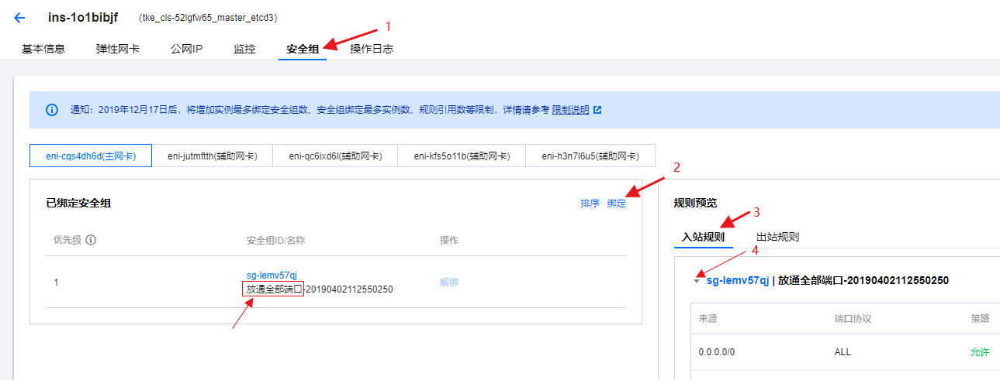 ins-1o1bibjf （tke_cls-52lgfw65_master_etcd3）
1
基本信息 弹性网卡 公网IP 监控 安全组 操作日志
通知：2019年12月17日后，将增加实例最多绑定安全组数、安全组绑定最多实例数、规则引用数等限制，详情请参考 限制说明
eni-cqs4dh6d(主网卡) eni-jutmftth(辅助网卡) eni-qc6ixd6l(辅助网卡) eni-kfs5o11b(辅助网卡) eni-h3n7l6u5(辅助网卡)
2
已绑定安全组 排序 绑定
优先级 安全组ID/名称 操作
1 sg-lemv57qj 解绑
放通全部端口-20190402112550250
规则预览
3
入站规则 出站规则
4
sg-lemv57qj | 放通全部端口-20190402112550250
来源 端口协议 策略
0.0.0.0/0 ALL 允许